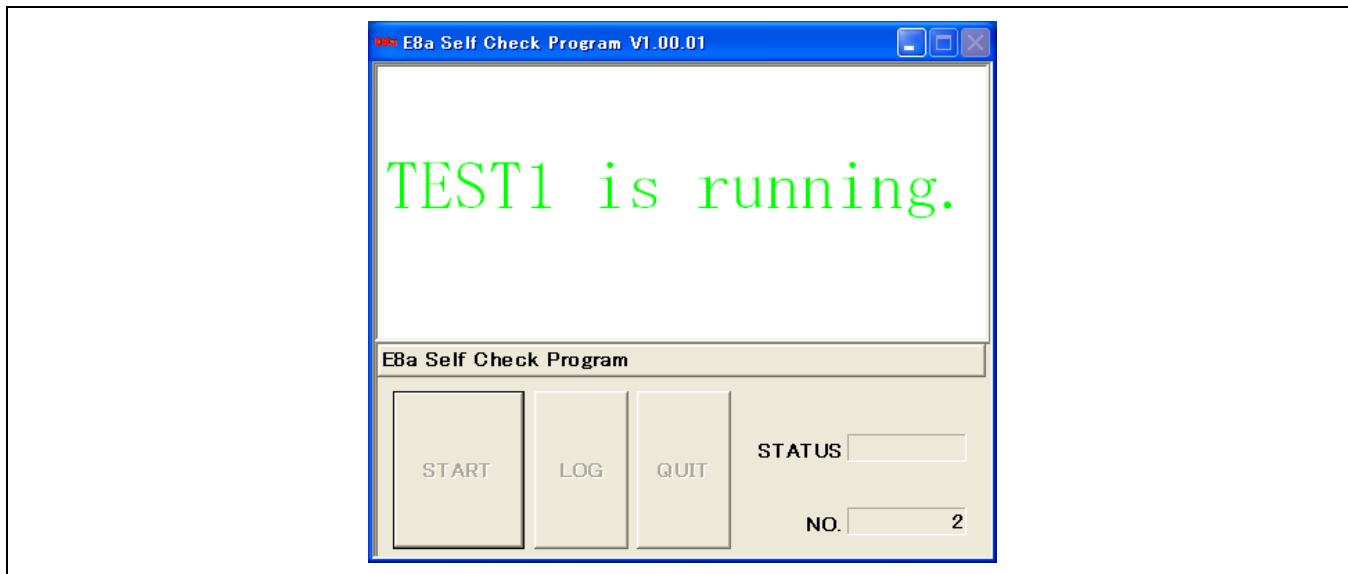 E8a Self Check Program V1.00.01
TEST1 is running.
E8a Self Check Program
START
LOG
QUIT
STATUS
NO.
2